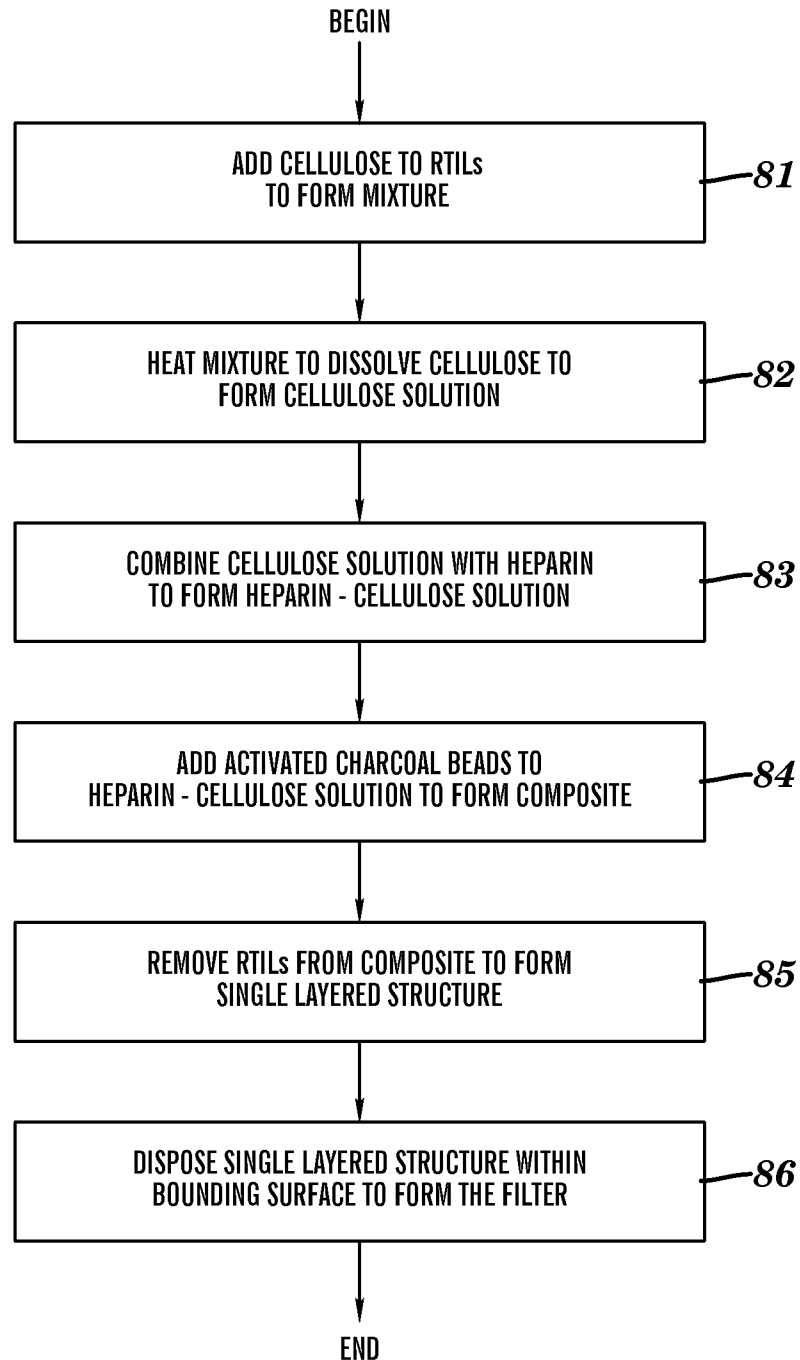 BEGIN
ADD CELLULOSE TO RTILs
TO FORM MIXTURE
81
HEAT MIXTURE TO DISSOLVE CELLULOSE TO
FORM CELLULOSE SOLUTION
82
COMBINE CELLULOSE SOLUTION WITH HEPARIN
TO FORM HEPARIN - CELLULOSE SOLUTION
83
ADD ACTIVATED CHARCOAL BEADS TO
HEPARIN - CELLULOSE SOLUTION TO FORM COMPOSITE
84
REMOVE RTILs FROM COMPOSITE TO FORM
SINGLE LAYERED STRUCTURE
85
DISPOSE SINGLE LAYERED STRUCTURE WITHIN
BOUNDING SURFACE TO FORM THE FILTER
86
END